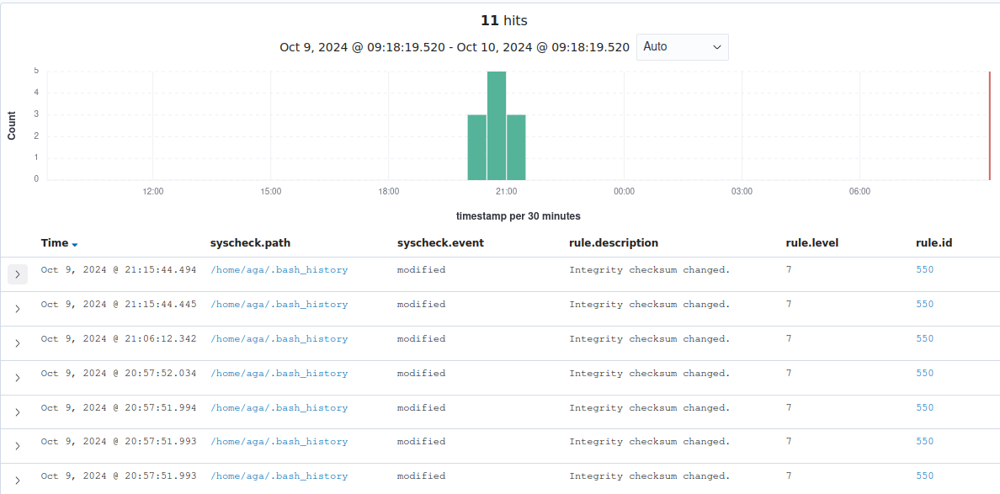 11 hits
Oct 9, 2024 @ 09:18:19.520 - Oct 10, 2024 @ 09:18:19.520 Auto
5
4
3
2
1
0
Count
12:00 15:00 18:00 21:00 00:00 03:00 06:00
timestamp per 30 minutes
Time syscheck.path syscheck.event rule.description rule.level rule.id
Oct 9, 2024 @ 21:15:44.494 /home/aga/.bash_history modified Integrity checksum changed. 7 550
Oct 9, 2024 @ 21:15:44.445 /home/aga/.bash_history modified Integrity checksum changed. 7 550
Oct 9, 2024 @ 21:06:12.342 /home/aga/.bash_history modified Integrity checksum changed. 7 550
Oct 9, 2024 @ 20:57:52.034 /home/aga/.bash_history modified Integrity checksum changed. 7 550
Oct 9, 2024 @ 20:57:51.994 /home/aga/.bash_history modified Integrity checksum changed. 7 550
Oct 9, 2024 @ 20:57:51.993 /home/aga/.bash_history modified Integrity checksum changed. 7 550
Oct 9, 2024 @ 20:57:51.993 /home/aga/.bash_history modified Integrity checksum changed. 7 550